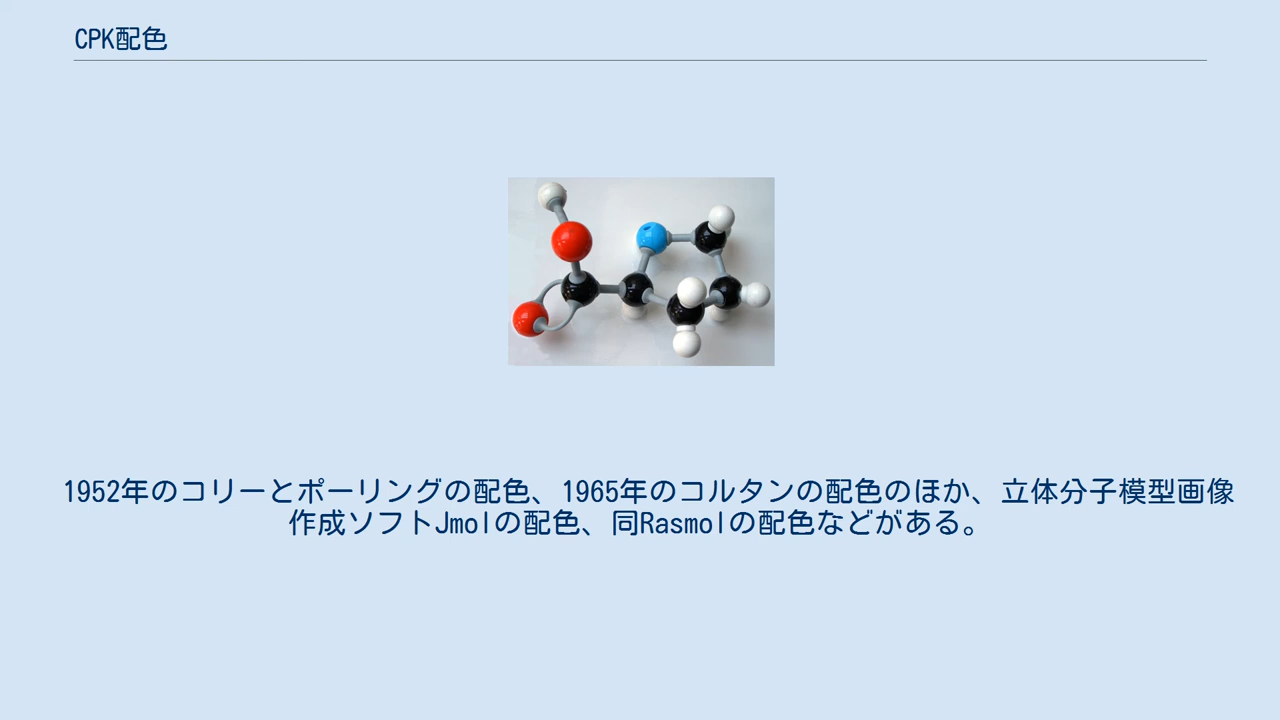 CPK配色
1952年のコリーとポーリングの配色、1965年のコルタンの配色のほか、立体分子模型画像
作成ソフトJmolの配色、同Rasmolの配色などがある。